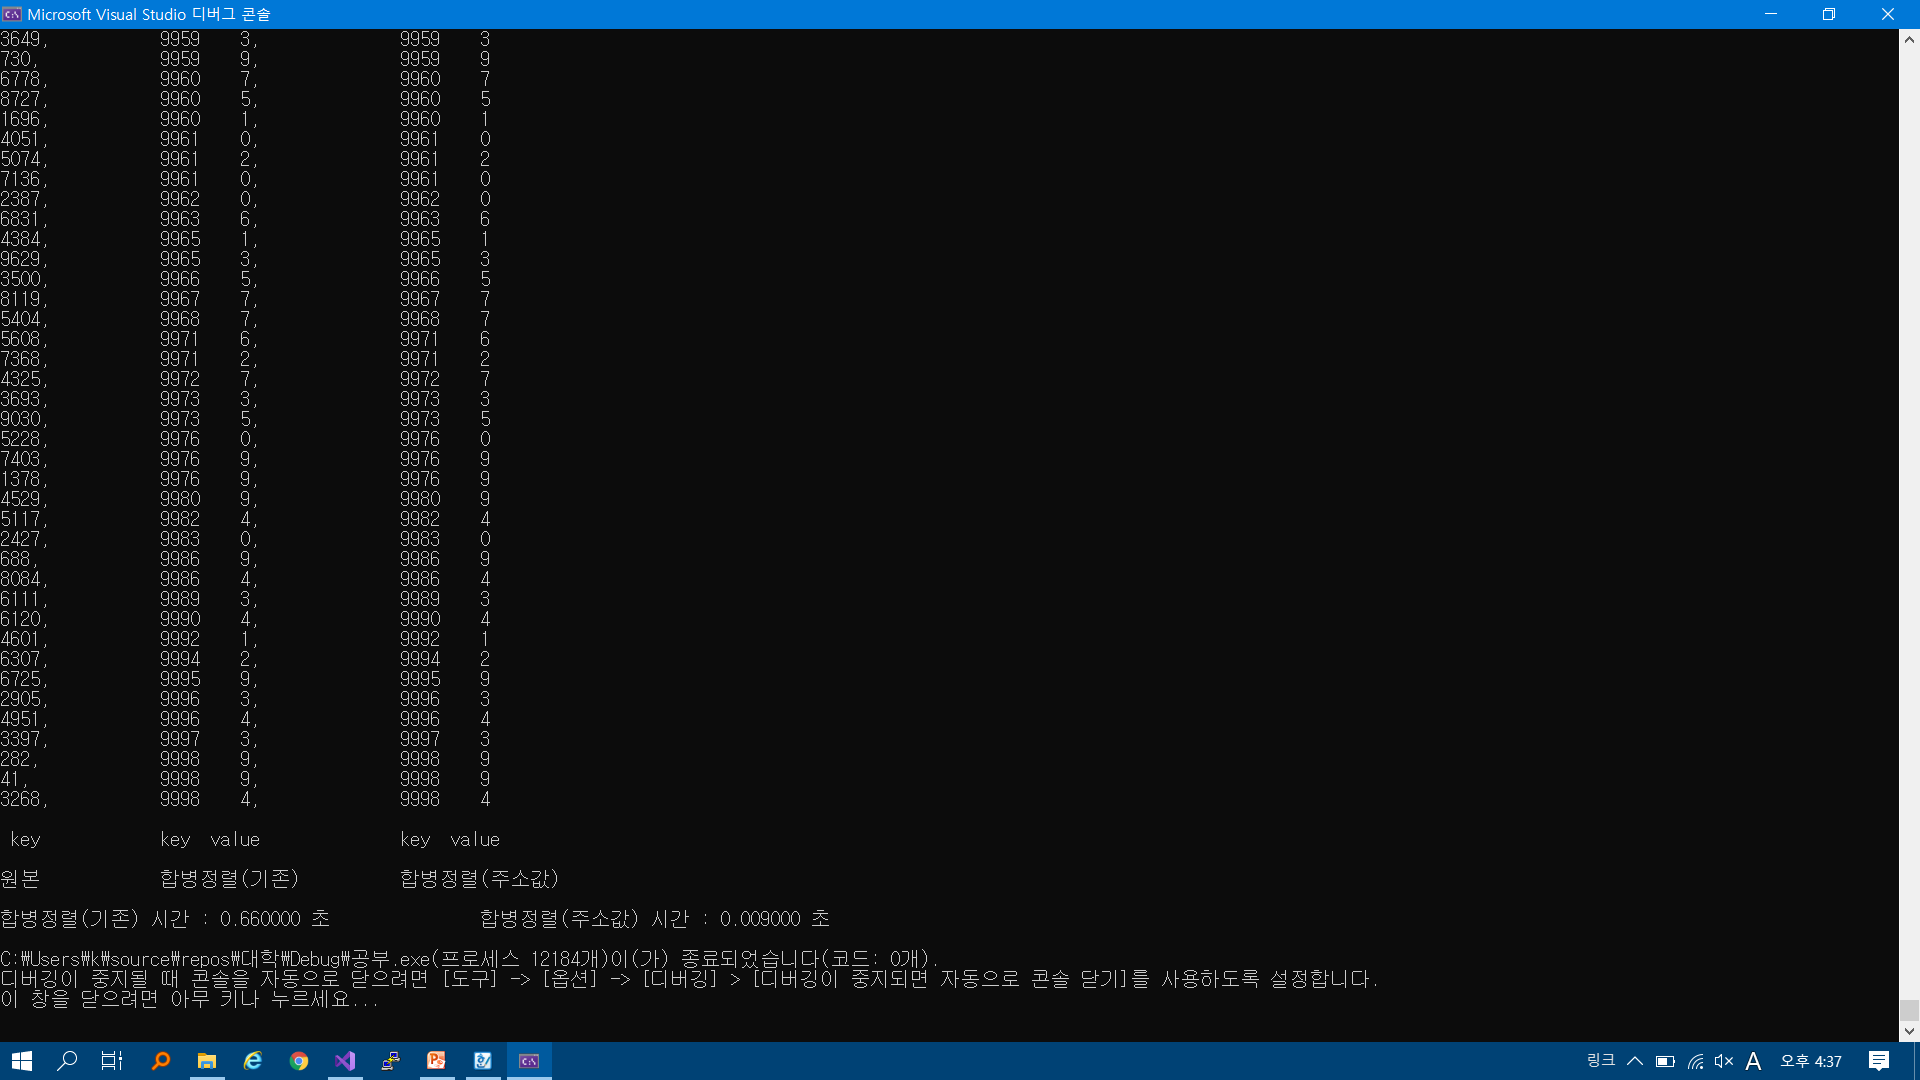 Microsoft Visual Studio 디버그 콘솔
3649, 9959 3, 9959 3
730, 9959 9, 9959 9
6778, 9960 7, 9960 7
8727, 9960 5, 9960 5
1696, 9960 1, 9960 1
4051, 9961 0, 9961 0
5074, 9961 2, 9961 2
7136, 9961 0, 9961 0
2387, 9962 0, 9962 0
6831, 9963 6, 9963 6
4384, 9965 1, 9965 1
9629, 9965 3, 9965 3
3500, 9966 5, 9966 5
8119, 9967 7, 9967 7
5404, 9968 7, 9968 7
5608, 9971 6, 9971 6
7368, 9971 2, 9971 2
4325, 9972 7, 9972 7
3693, 9973 3, 9973 3
9030, 9973 5, 9973 5
5228, 9976 0, 9976 0
7403, 9976 9, 9976 9
1378, 9976 9, 9976 9
4529, 9980 9, 9980 9
5117, 9982 4, 9982 4
2427, 9983 0, 9983 0
688, 9986 9, 9986 9
8084, 9986 4, 9986 4
6111, 9989 3, 9989 3
6120, 9990 4, 9990 4
4601, 9992 1, 9992 1
6307, 9994 2, 9994 2
6725, 9995 9, 9995 9
2905, 9996 3, 9996 3
4951, 9996 4, 9996 4
3397, 9997 3, 9997 3
282, 9998 9, 9998 9
41, 9998 9, 9998 9
3268, 9998 4, 9998 4
key key value key value
원본 합병정렬(기존) 합병정렬(주소값)
합병정렬(기존) 시간 : 0.660000 초 합병정렬(주소값) 시간 : 0.009000 초
C:₩Users₩k₩source₩repos₩대학₩Debug₩공부.exe(프로세스 12184개)이(가) 종료되었습니다(코드: 0개).
디버깅이 중지될 때 콘솔을 자동으로 닫으려면 [도구] -> [옵션] -> [디버깅] > [디버깅이 중지되면 자동으로 콘솔 닫기]를 사용하도록 설정합니다.
이 창을 닫으려면 아무 키나 누르세요...
링크 A 오후 4:37